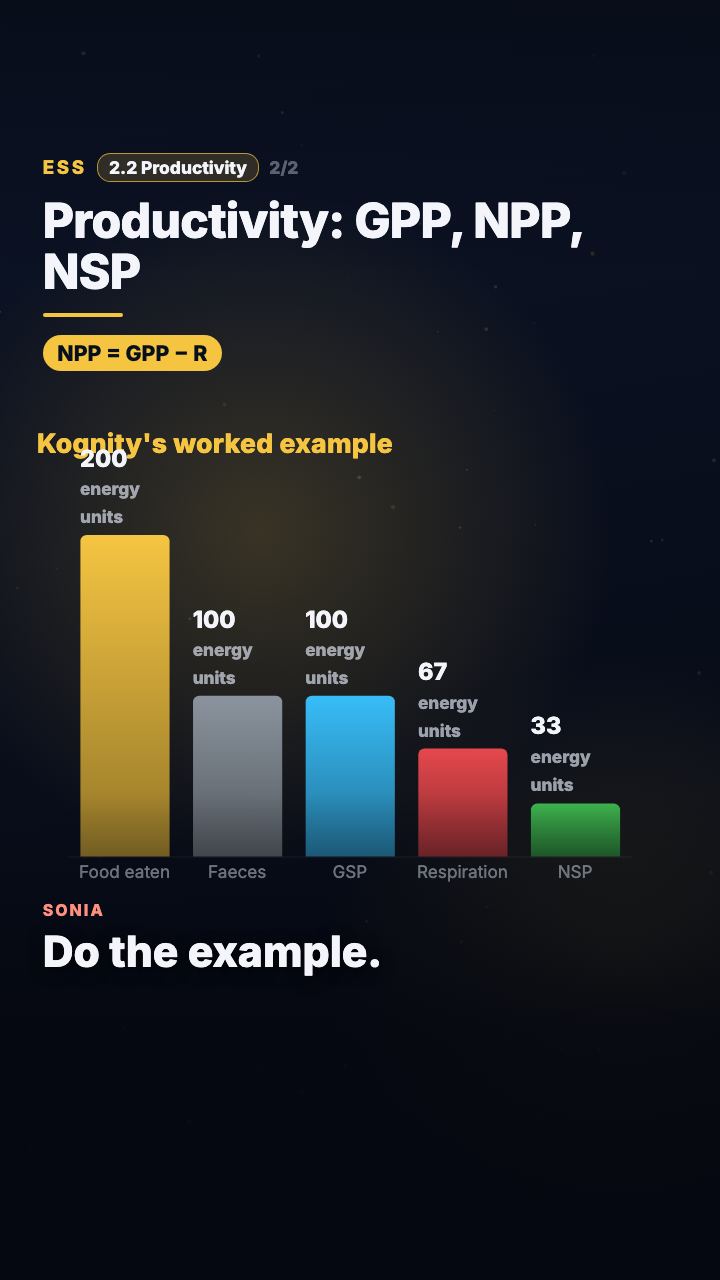 ESS 2.2 Productivity 2/2
Productivity: GPP, NPP,
NSP
NPP = GPP − R
Kognity's worked example
200
energy
units
100
energy
units
100
energy
units
67
energy
units
33
energy
units
Food eaten Faeces GSP Respiration NSP
SONIA
Do the example.